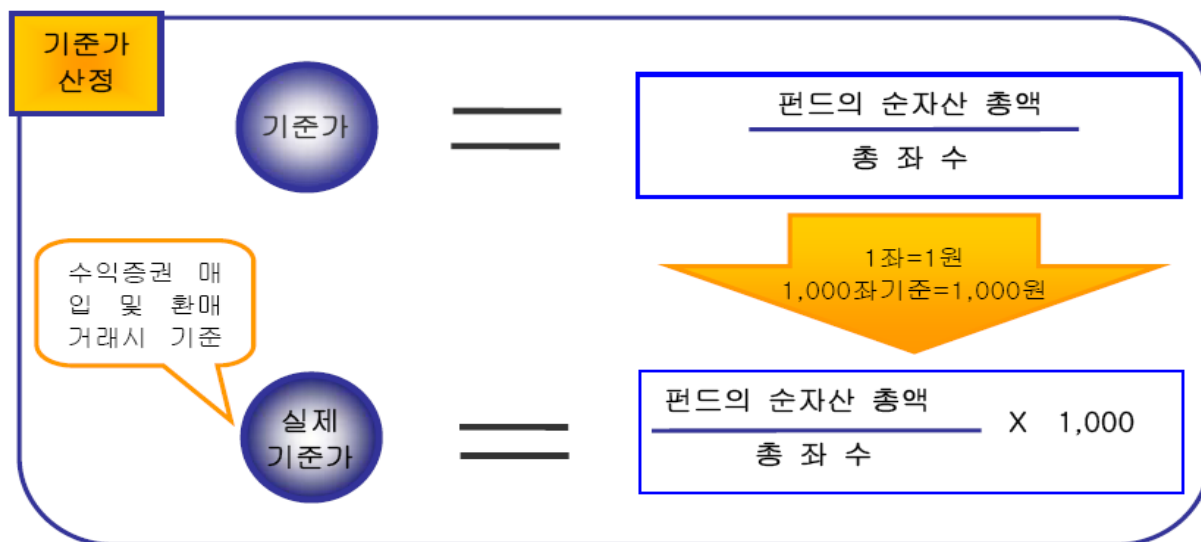 기준가
산정
기준가
펀드의 순자산 총액
총 좌 수
1좌=1원
1,000좌기준=1,000원
수익증권 매
입 및 환매
거래시 기준
실제
기준가
펀드의 순자산 총액
총 좌 수
X 1,000